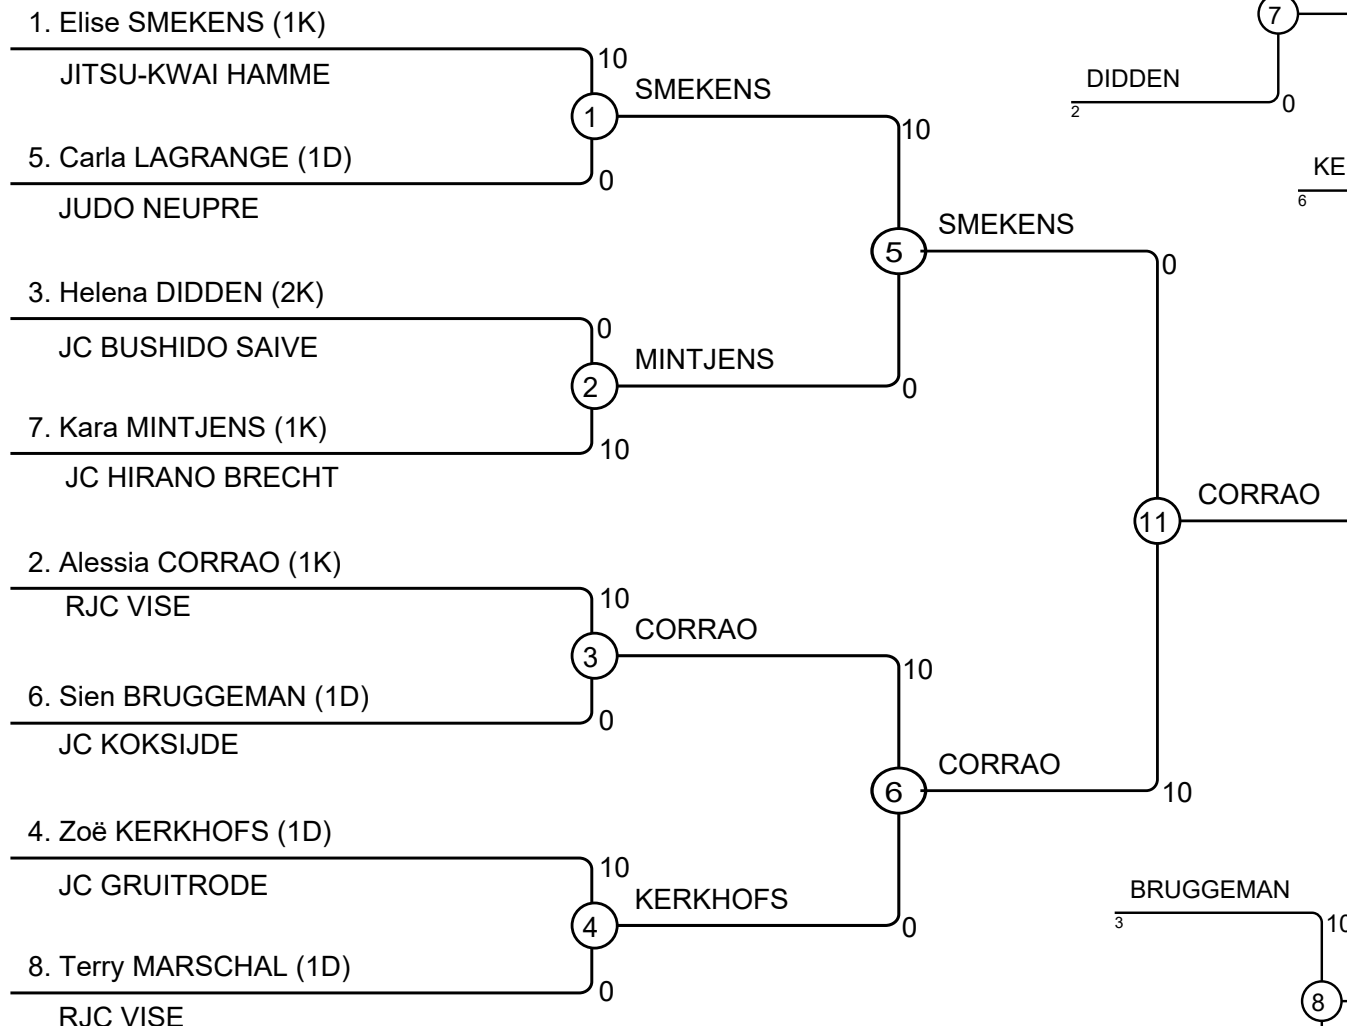 1. Elise SMEKENS (1K)
JITSU-KWAI HAMME
10
1
SMEKENS
5. Carla LAGRANGE (1D)
0
JUDO NEUPRE
10
5
SMEKENS
3. Helena DIDDEN (2K)
0
JC BUSHIDO SAIVE
2
MINTJENS
0
7. Kara MINTJENS (1K)
10
JC HIRANO BRECHT
0
11
CORRAO
2. Alessia CORRAO (1K)
10
RJC VISE
3
CORRAO
6. Sien BRUGGEMAN (1D)
0
JC KOKSIJDE
10
6
CORRAO
10
4. Zoë KERKHOFS (1D)
10
JC GRUITRODE
4
KERKHOFS
0
8. Terry MARSCHAL (1D)
0
RJC VISE
7
DIDDEN
2
0
KE
6
BRUGGEMAN
3
10
8